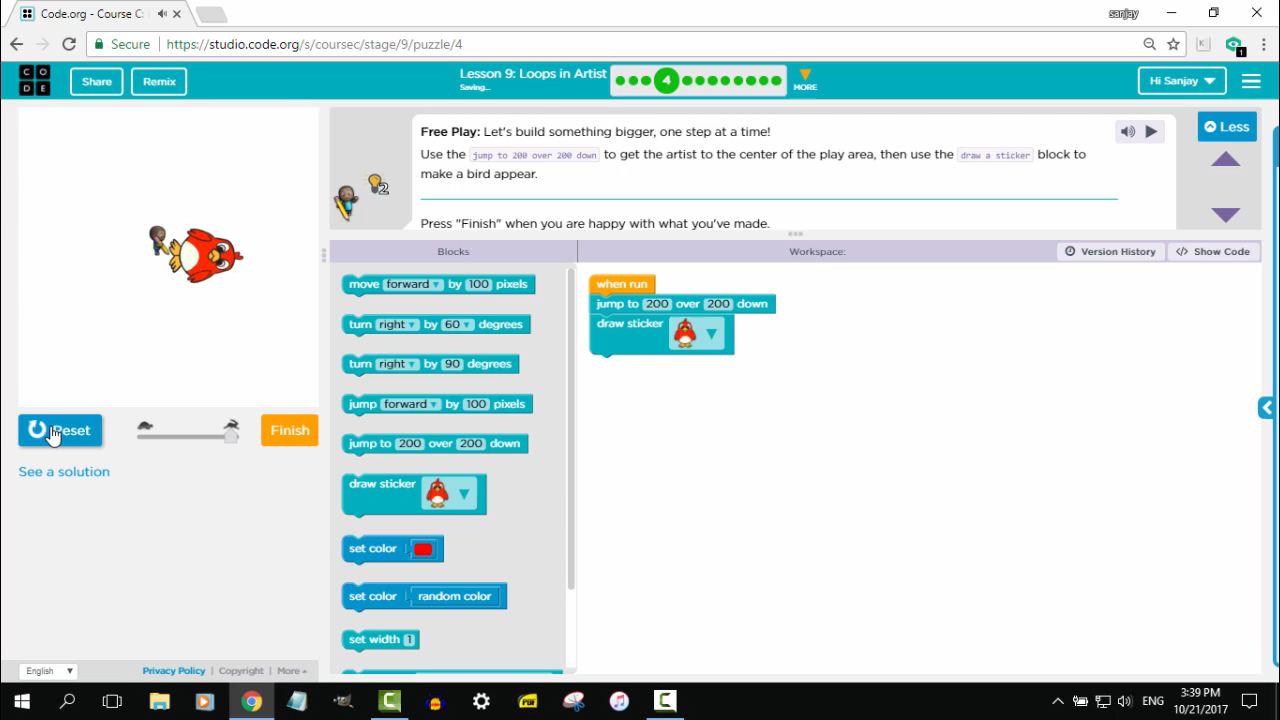 Code.org - Course C:
sanjay
Secure
https://studio.code.org/s/coursec/stage/9/puzzle/4
1
C O
D E
Share
Remix
Lesson 9: Loops in Artist
Saving...
4
MORE
Hi Sanjay
2
Free Play: Let's build something bigger, one step at a time!
Use the jump to 200 over 200 down to get the artist to the center of the play area, then use the draw a sticker block to
make a bird appear.
Press "Finish" when you are happy with what you've made.
Less
Blocks
Workspace:
Version History
Show Code
move forward by 100 pixels
turn right by 60 degrees
turn right by 90 degrees
jump forward by 100 pixels
jump to 200 over 200 down
draw sticker
set color
set color random color
set width 1
when run
jump to 200 over 200 down
draw sticker
Reset
Finish
See a solution
English
Privacy Policy | Copyright | More
ENG
3:39 PM
10/21/2017